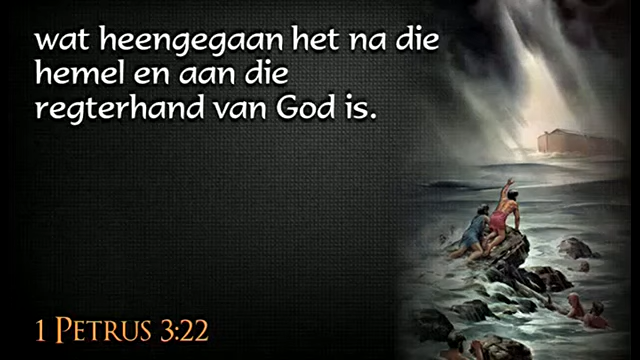 wat heengegaan het na die
hemel en aan die
regterhand van God is.
1 PETRUS 3:22